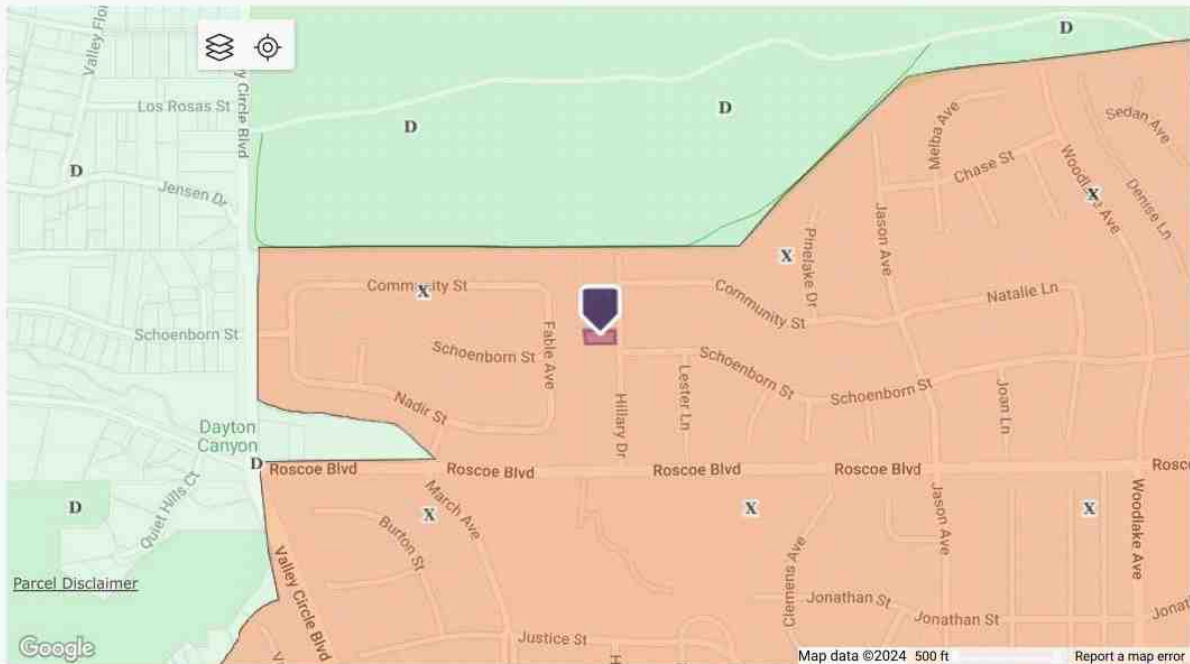 Valley Flo
D
Los Rosas St
y Circle Blvd
D
D
D
Jensen Dr
Melba Ave
Sedan Ave
Chase St
Woodlake Ave
X
Denise Ln
Jason Ave
Pinelake Dr
X
Community St
X
Community St
Natalie Ln
Schoenborn St
Fable Ave
Schoenborn St
Schoenborn St
Schoenborn St
Lester Ln
Joan Ln
Nadir St
Hillary Dr
Dayton
Canyon
D
Roscoe Blvd
Roscoe Blvd
Roscoe Blvd
Roscoe Blvd
Rosco
D
Quiet Hills Ct
March Ave
X
Burton St
X
Jason Ave
X
Woodlake Ave
Clemens Ave
Valley Circle Blvd
Parcel Disclaimer
Jonathan St
Jonathan St
Jonat
Justice St
H
V
Google
Map data ©2024
500 ft
Report a map error